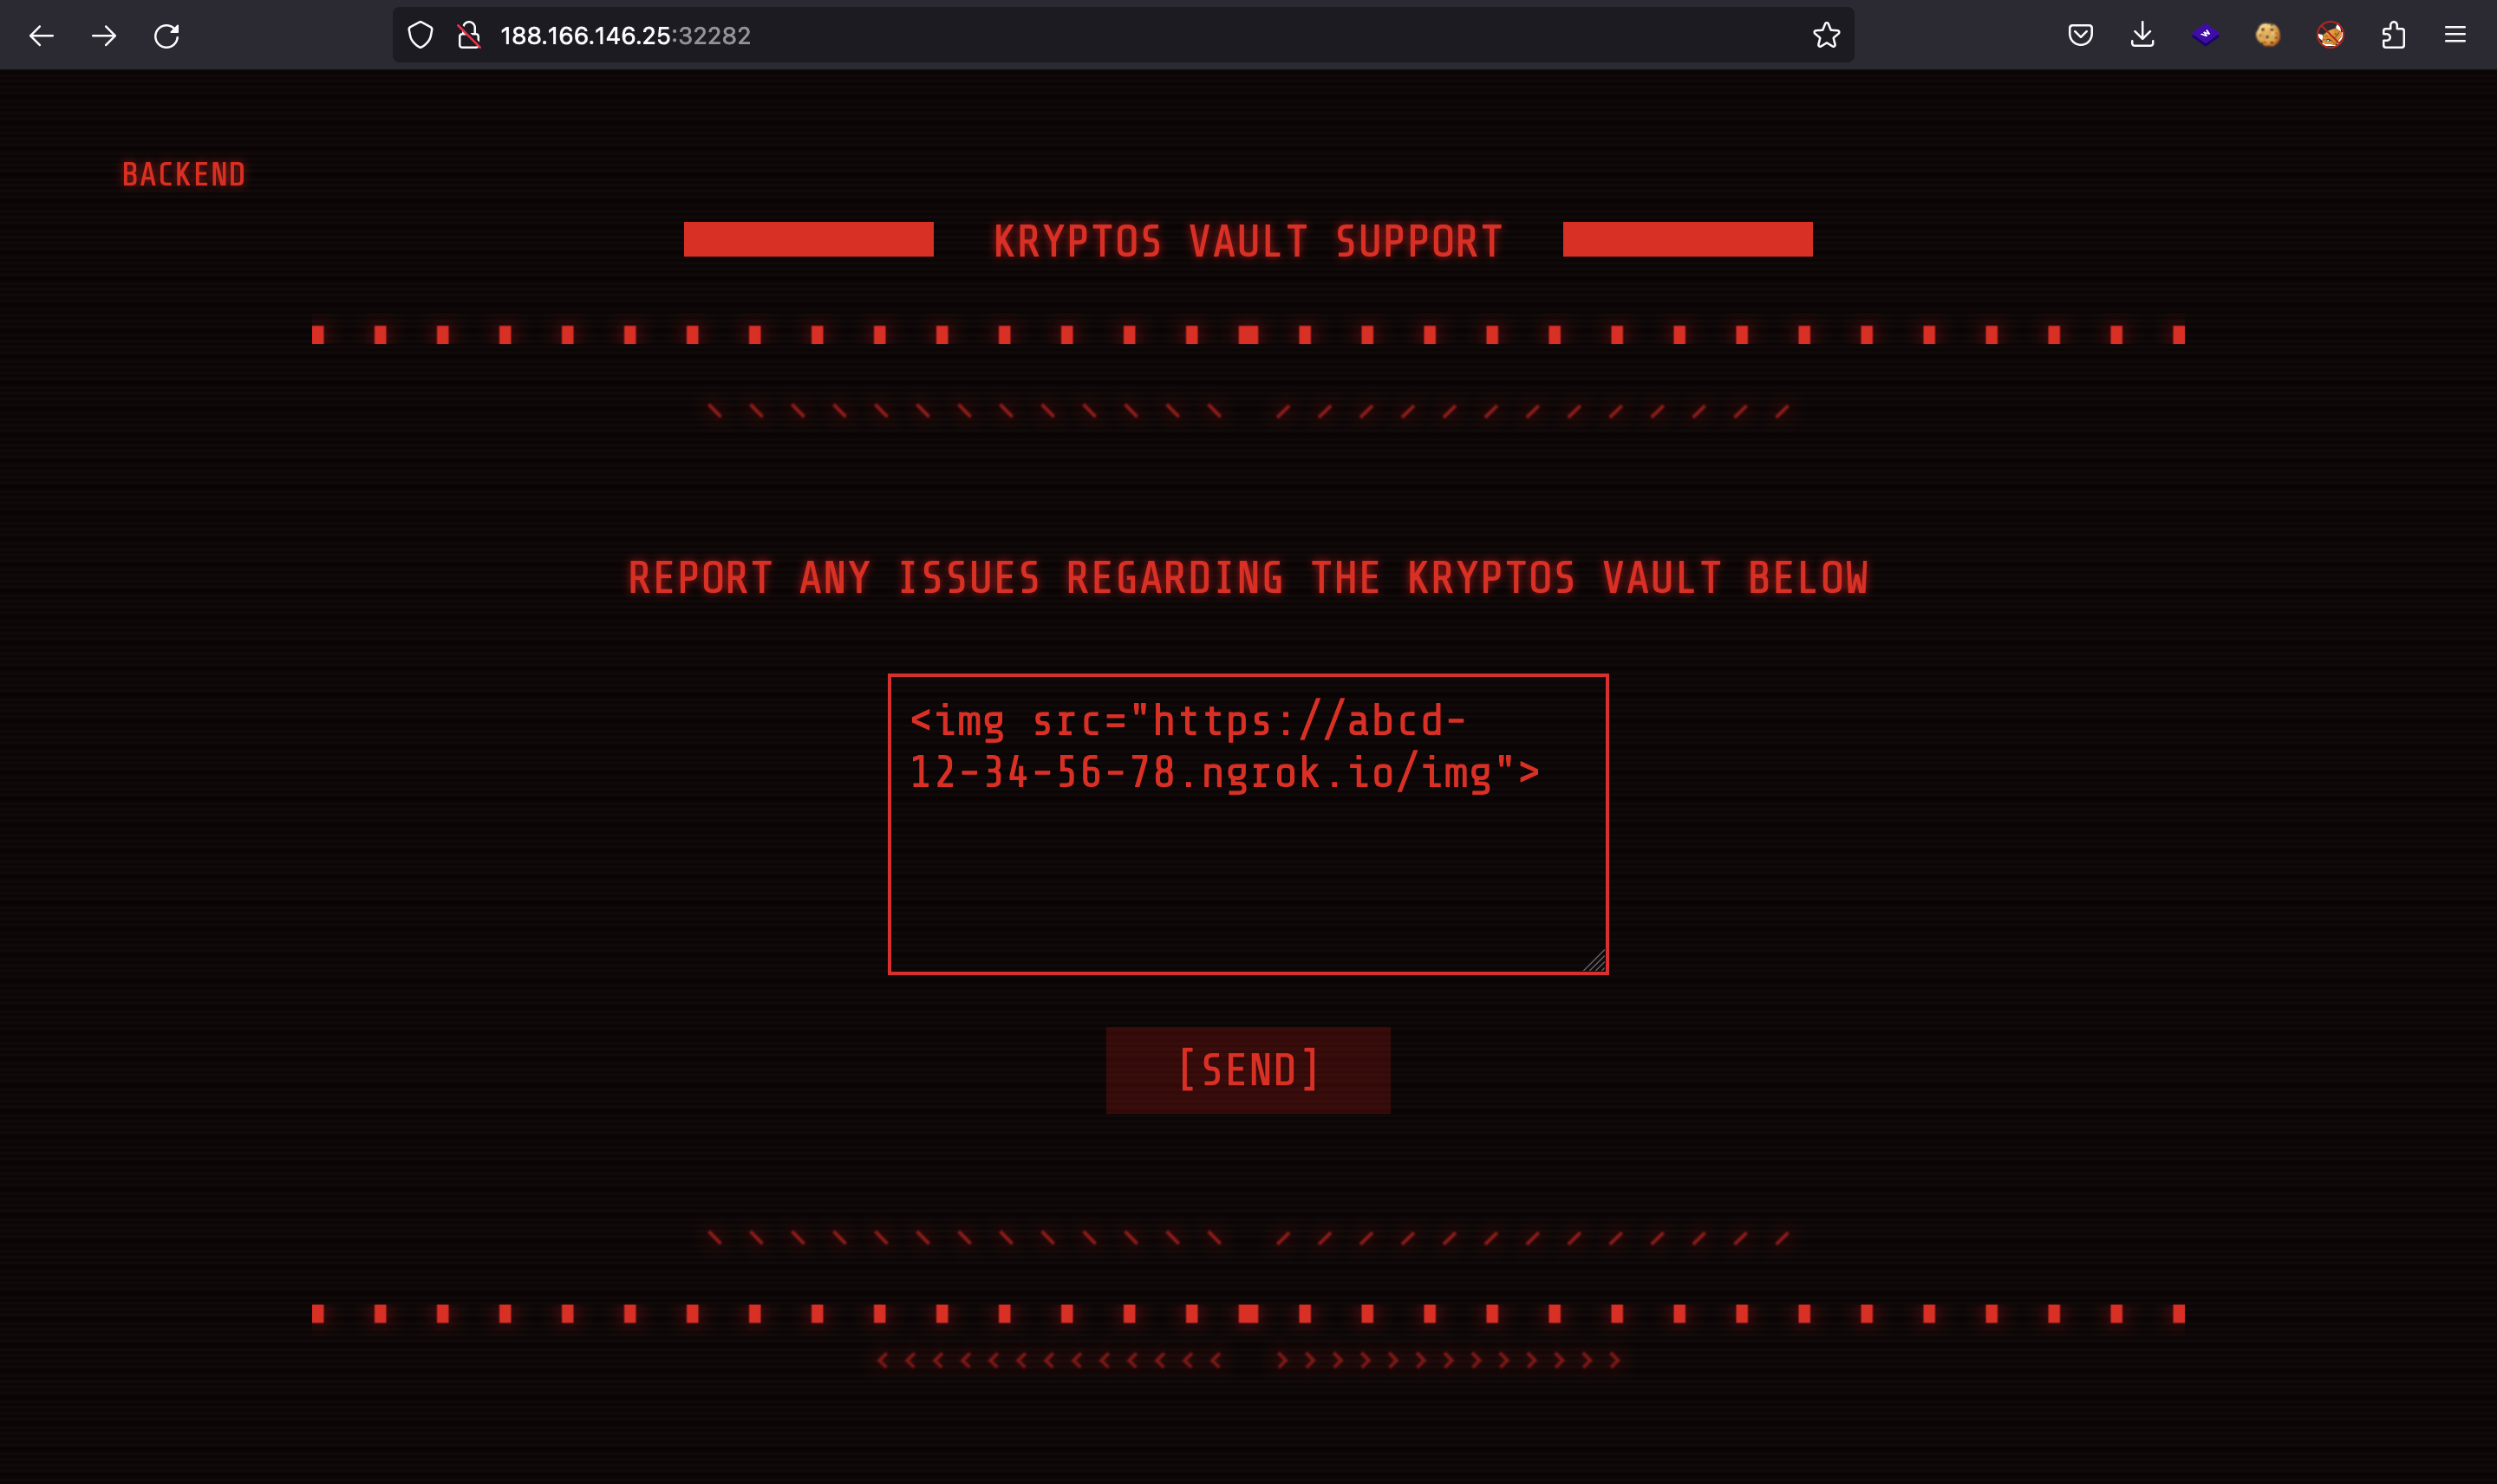 188.166.146.25:32282
BACKEND
KRYPTOS VAULT SUPPORT
REPORT ANY ISSUES REGARDING THE KRYPTOS VAULT BELOW
<img src="https://abcd-
12-34-56-78.ngrok.io/img">
[SEND]